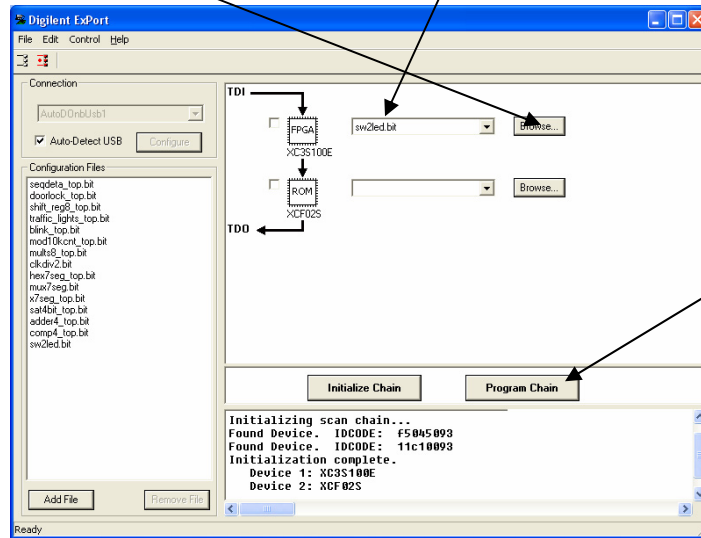 Digilent ExPort
File Edit Control Help
Connection
AutoDOnbUsb1
Auto-Detect USB Configure
Configuration Files
seqdeta_top.bit
doorlock_top.bit
shift_reg8_top.bit
traffic_lights_top.bit
blink_top.bit
mod10kcnt_top.bit
mults8_top.bit
clkdiv2.bit
hex7seg_top.bit
mux7seg.bit
x7seg_top.bit
sat4bit_top.bit
adder4_top.bit
comp4_top.bit
sw2led.bit
Add File Remove File
TDI
FPGA sw2led.bit Browse...
XC3S100E
ROM Browse...
XCF02S
TDO
Initialize Chain Program Chain
Initializing scan chain...
Found Device. IDCODE: f5045093
Found Device. IDCODE: 11c10093
Initialization complete.
Device 1: XC3S100E
Device 2: XCF02S
Ready